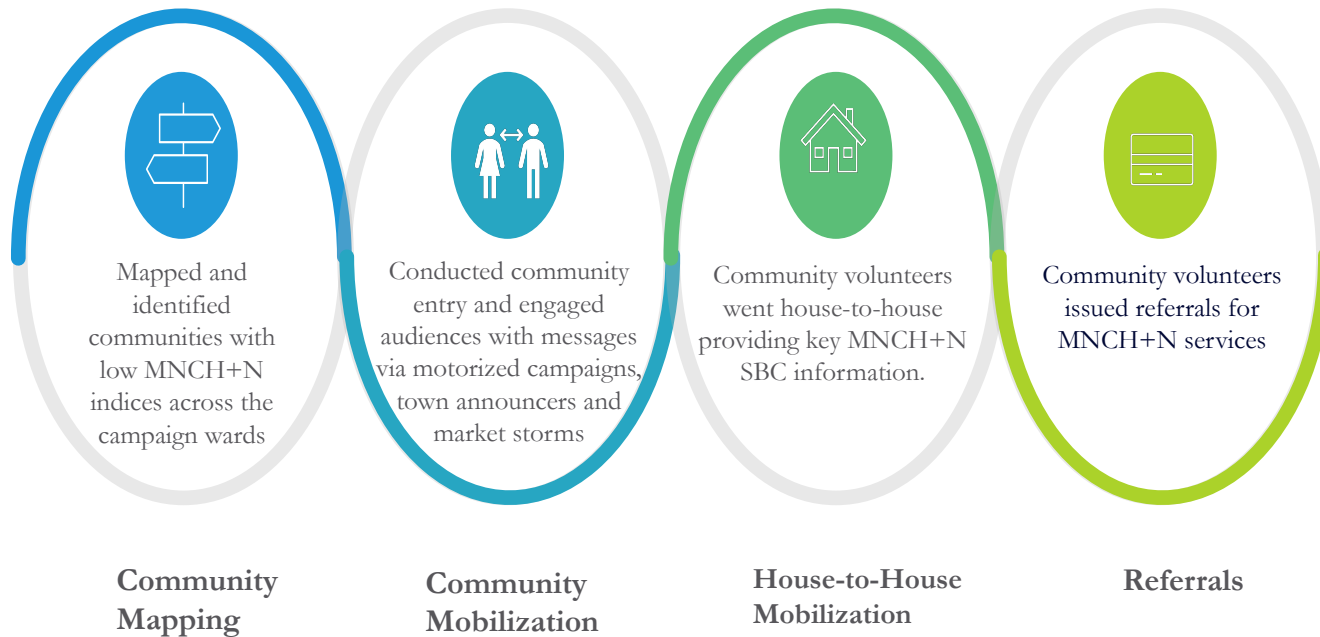 Mapped and
identified
communities with
low MNCH+N
indices across the
campaign wards
Conducted community
entry and engaged
audiences with messages
via motorized campaigns,
town announcers and
market storms
Community volunteers
went house-to-house
providing key MNCH+N
SBC information.
Community volunteers
issued referrals for
MNCH+N services
Community
Mapping
Community
Mobilization
House-to-House
Mobilization
Referrals